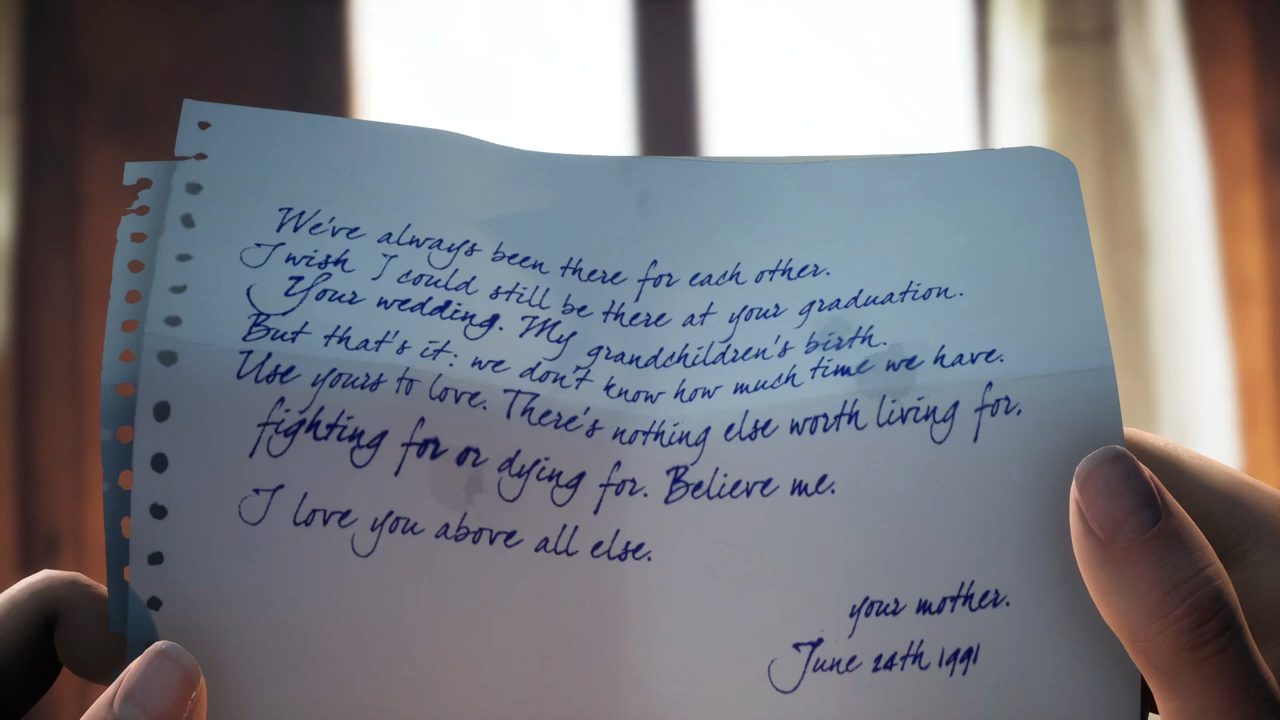 We've always been there for each other.
I wish I could still be there at your graduation.
Your wedding. My grandchildren's birth.
But that's it: we don't know how much time we have.
Use yours to love. There's nothing else worth living for.
fighting for or dying for. Believe me.
I love you above all else.
your mother.
June 24th 1991